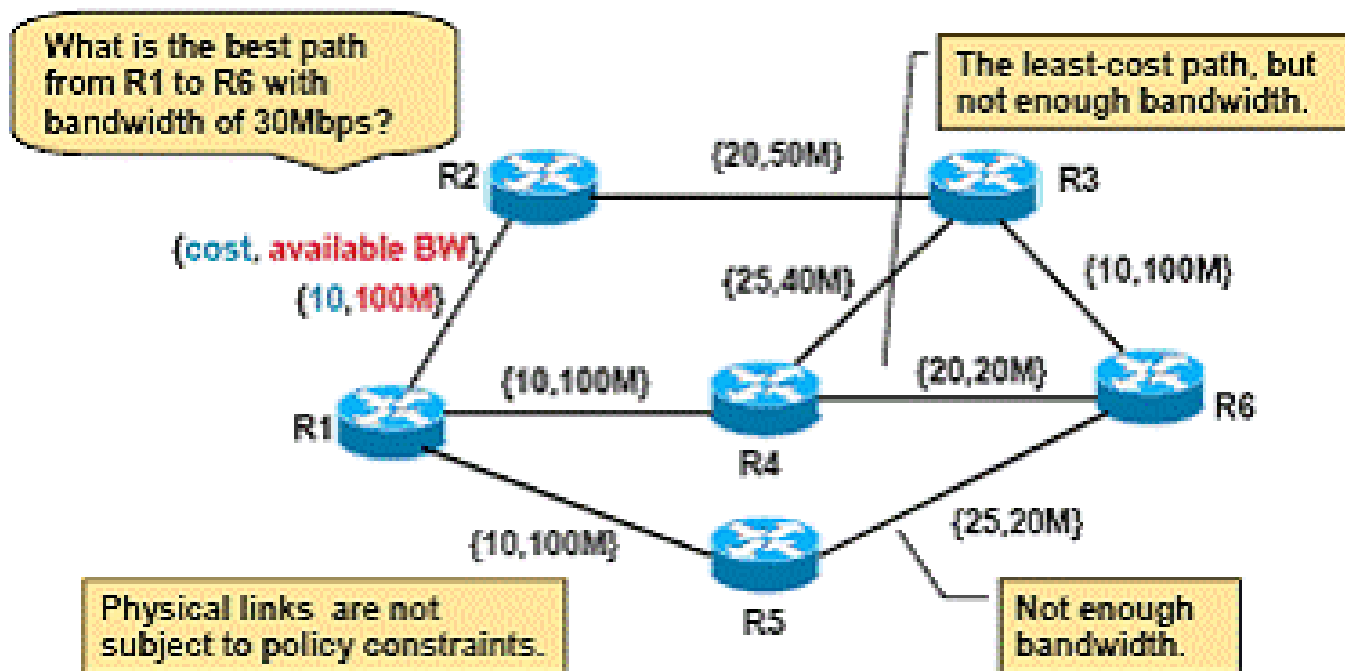 What is the best path
from R1 to R6 with
bandwidth of 30Mbps?
The least-cost path, but
not enough bandwidth.
R2
{20,50M}
R3
{cost, available BW}
{10,100M}
{25,40M}
{10,100M}
R1
{10,100M}
R4
{20,20M}
R6
{10,100M}
R5
{25,20M}
Physical links are not
subject to policy constraints.
Not enough
bandwidth.